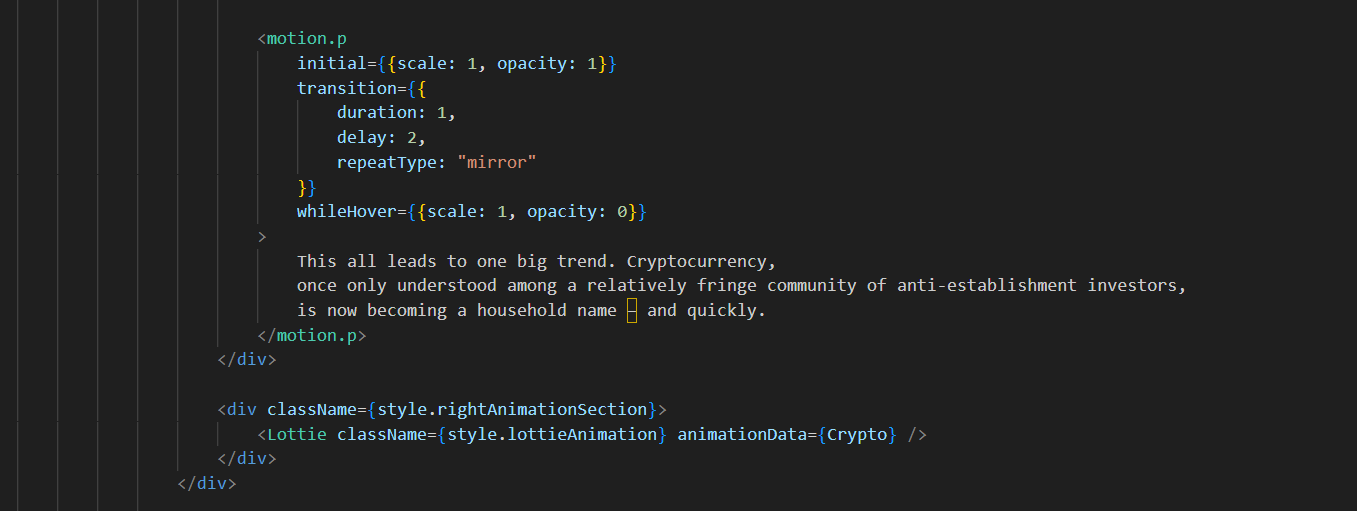 <motion.p
initial={{scale: 1, opacity: 1}}
transition={{
duration: 1,
delay: 2,
repeatType: "mirror"
}}
whileHover={{scale: 1, opacity: 0}}
>
This all leads to one big trend. Cryptocurrency,
once only understood among a relatively fringe community of anti-establishment investors,
is now becoming a household name – and quickly.
</motion.p>
</div>
<div className={style.rightAnimationSection}>
<Lottie className={style.lottieAnimation} animationData={Crypto} />
</div>
</div>